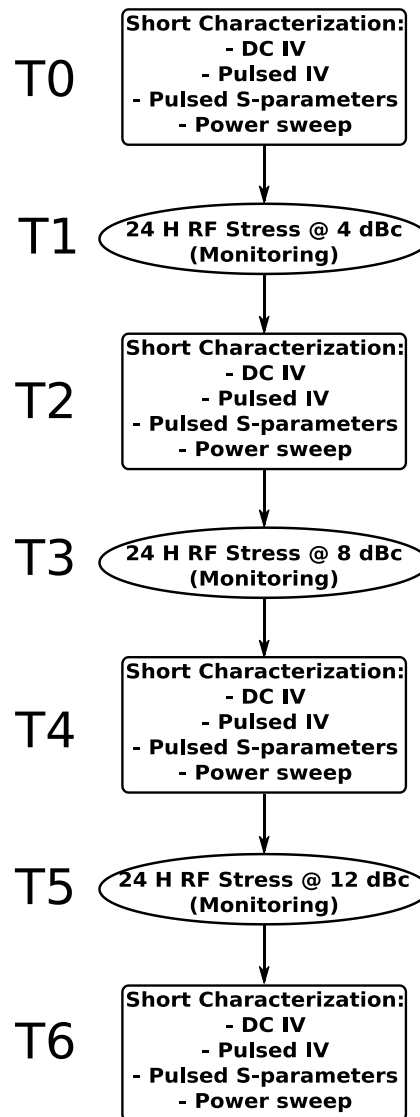 T0
Short Characterization:
- DC IV
- Pulsed IV
- Pulsed S-parameters
- Power sweep
T1
24 H RF Stress @ 4 dBc
(Monitoring)
T2
Short Characterization:
- DC IV
- Pulsed IV
- Pulsed S-parameters
- Power sweep
T3
24 H RF Stress @ 8 dBc
(Monitoring)
T4
Short Characterization:
- DC IV
- Pulsed IV
- Pulsed S-parameters
- Power sweep
T5
24 H RF Stress @ 12 dBc
(Monitoring)
T6
Short Characterization:
- DC IV
- Pulsed IV
- Pulsed S-parameters
- Power sweep